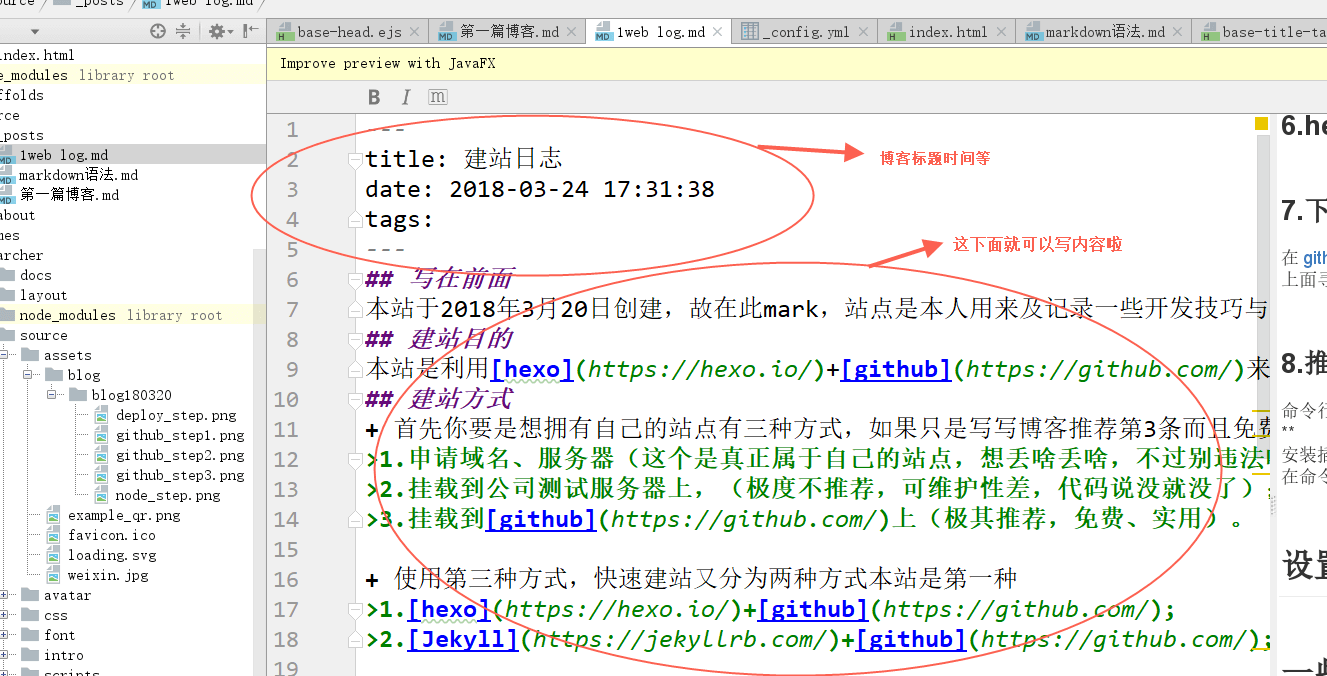 _posts
1web log.md
base-head.ejs
第一篇博客.md
1web log.md
_config.yml
index.html
markdown语法.md
base-title-ta
Improve preview with JavaFX
B I m
index.html
e_modules library root
ffolds
rce
_posts
1web log.md
markdown语法.md
第一篇博客.md
about
mes
archer
docs
layout
node_modules library root
source
assets
blog
blog180320
deploy_step.png
github_step1.png
github_step2.png
github_step3.png
node_step.png
example_qr.png
favicon.ico
loading.svg
weixin.jpg
avatar
css
font
intro
scripts
1 ---
2 title: 建站日志
3 date: 2018-03-24 17:31:38
4 tags:
5 ---
6 ## 写在前面
7 本站于2018年3月20日创建，故在此mark，站点是本人用来及记录一些开发技巧与
8 ## 建站目的
9 本站是利用[hexo](https://hexo.io/)+[github](https://github.com/)来
10 ## 建站方式
11 + 首先你要是想拥有自己的站点有三种方式，如果只是写写博客推荐第3条而且免费
12 >1.申请域名、服务器（这个是真正属于自己的站点，想丢啥丢啥，不过别违法
13 >2.挂载到公司测试服务器上，（极度不推荐，可维护性差，代码说没就没了）；
14 >3.挂载到[github](https://github.com/)上（极其推荐，免费、实用）。
15
16 + 使用第三种方式，快速建站又分为两种方式本站是第一种
17 >1.[hexo](https://hexo.io/)+[github](https://github.com/);
18 >2.[Jekyll](https://jekyllrb.com/)+[github](https://github.com/);
19
博客标题时间等
这下面就可以写内容啦
6.he
7.下
在 gith
上面寻
8.推
命令行
**
安装插
在命令
设置
一些